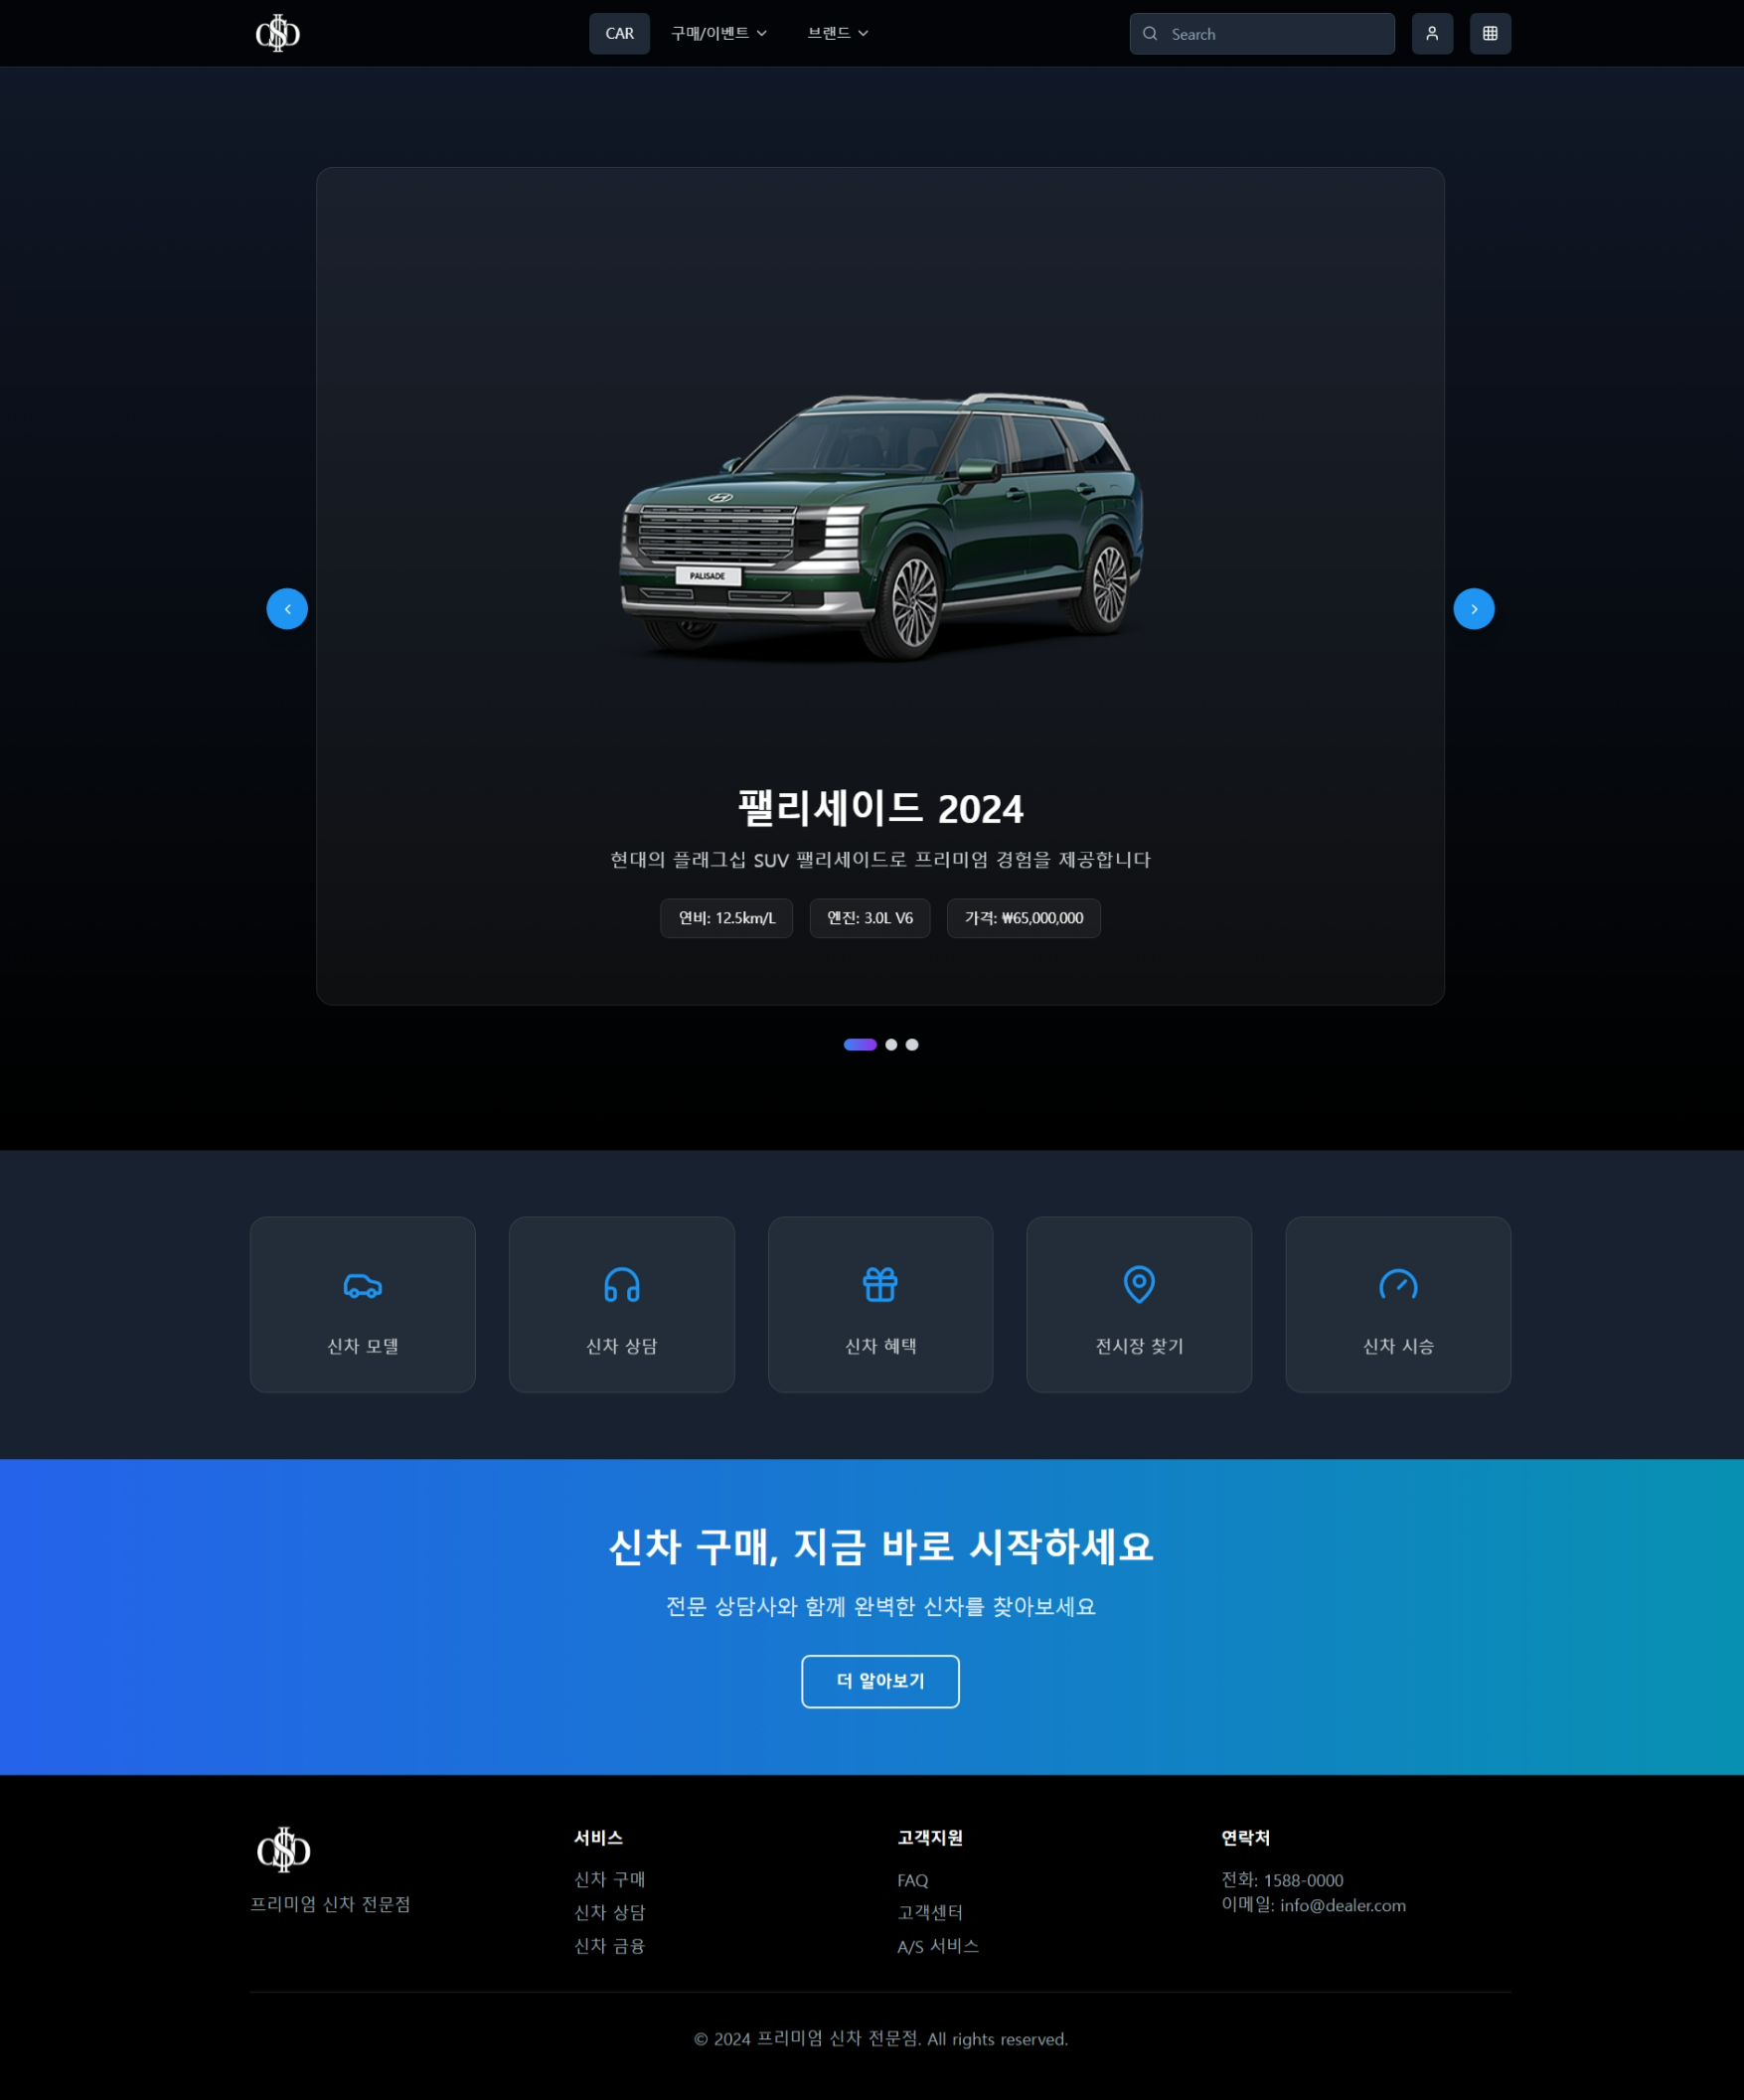 CAR
구매/이벤트
브랜드
Search
PALISADE
팰리세이드 2024
현대의 플래그십 SUV 팰리세이드로 프리미엄 경험을 제공합니다
연비: 12.5km/L
엔진: 3.0L V6
가격: ₩65,000,000
신차 모델
신차 상담
신차 혜택
전시장 찾기
신차 시승
신차 구매, 지금 바로 시작하세요
전문 상담사와 함께 완벽한 신차를 찾아보세요
더 알아보기
프리미엄 신차 전문점
서비스
신차 구매
신차 상담
신차 금융
고객지원
FAQ
고객센터
A/S 서비스
연락처
전화: 1588-0000
이메일: info@dealer.com
© 2024 프리미엄 신차 전문점. All rights reserved.